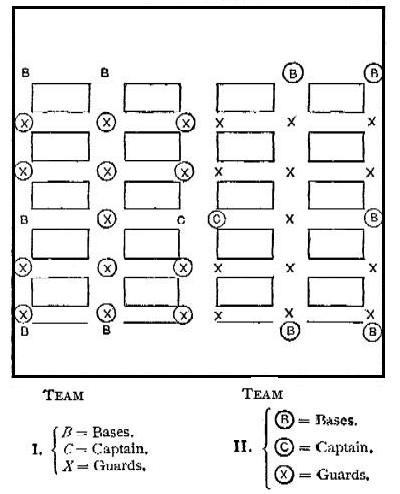 B B Ⓑ Ⓑ
Ⓧ Ⓧ Ⓧ X X X
Ⓧ Ⓧ Ⓧ X X X
B Ⓧ C Ⓒ X Ⓑ
Ⓧ Ⓧ Ⓧ X X X
Ⓧ Ⓧ Ⓧ X X X
B B Ⓑ Ⓑ
TEAM
I.
B = Bases.
C = Captain.
X = Guards.
TEAM
II.
Ⓑ = Bases.
Ⓒ = Captain.
Ⓧ = Guards.